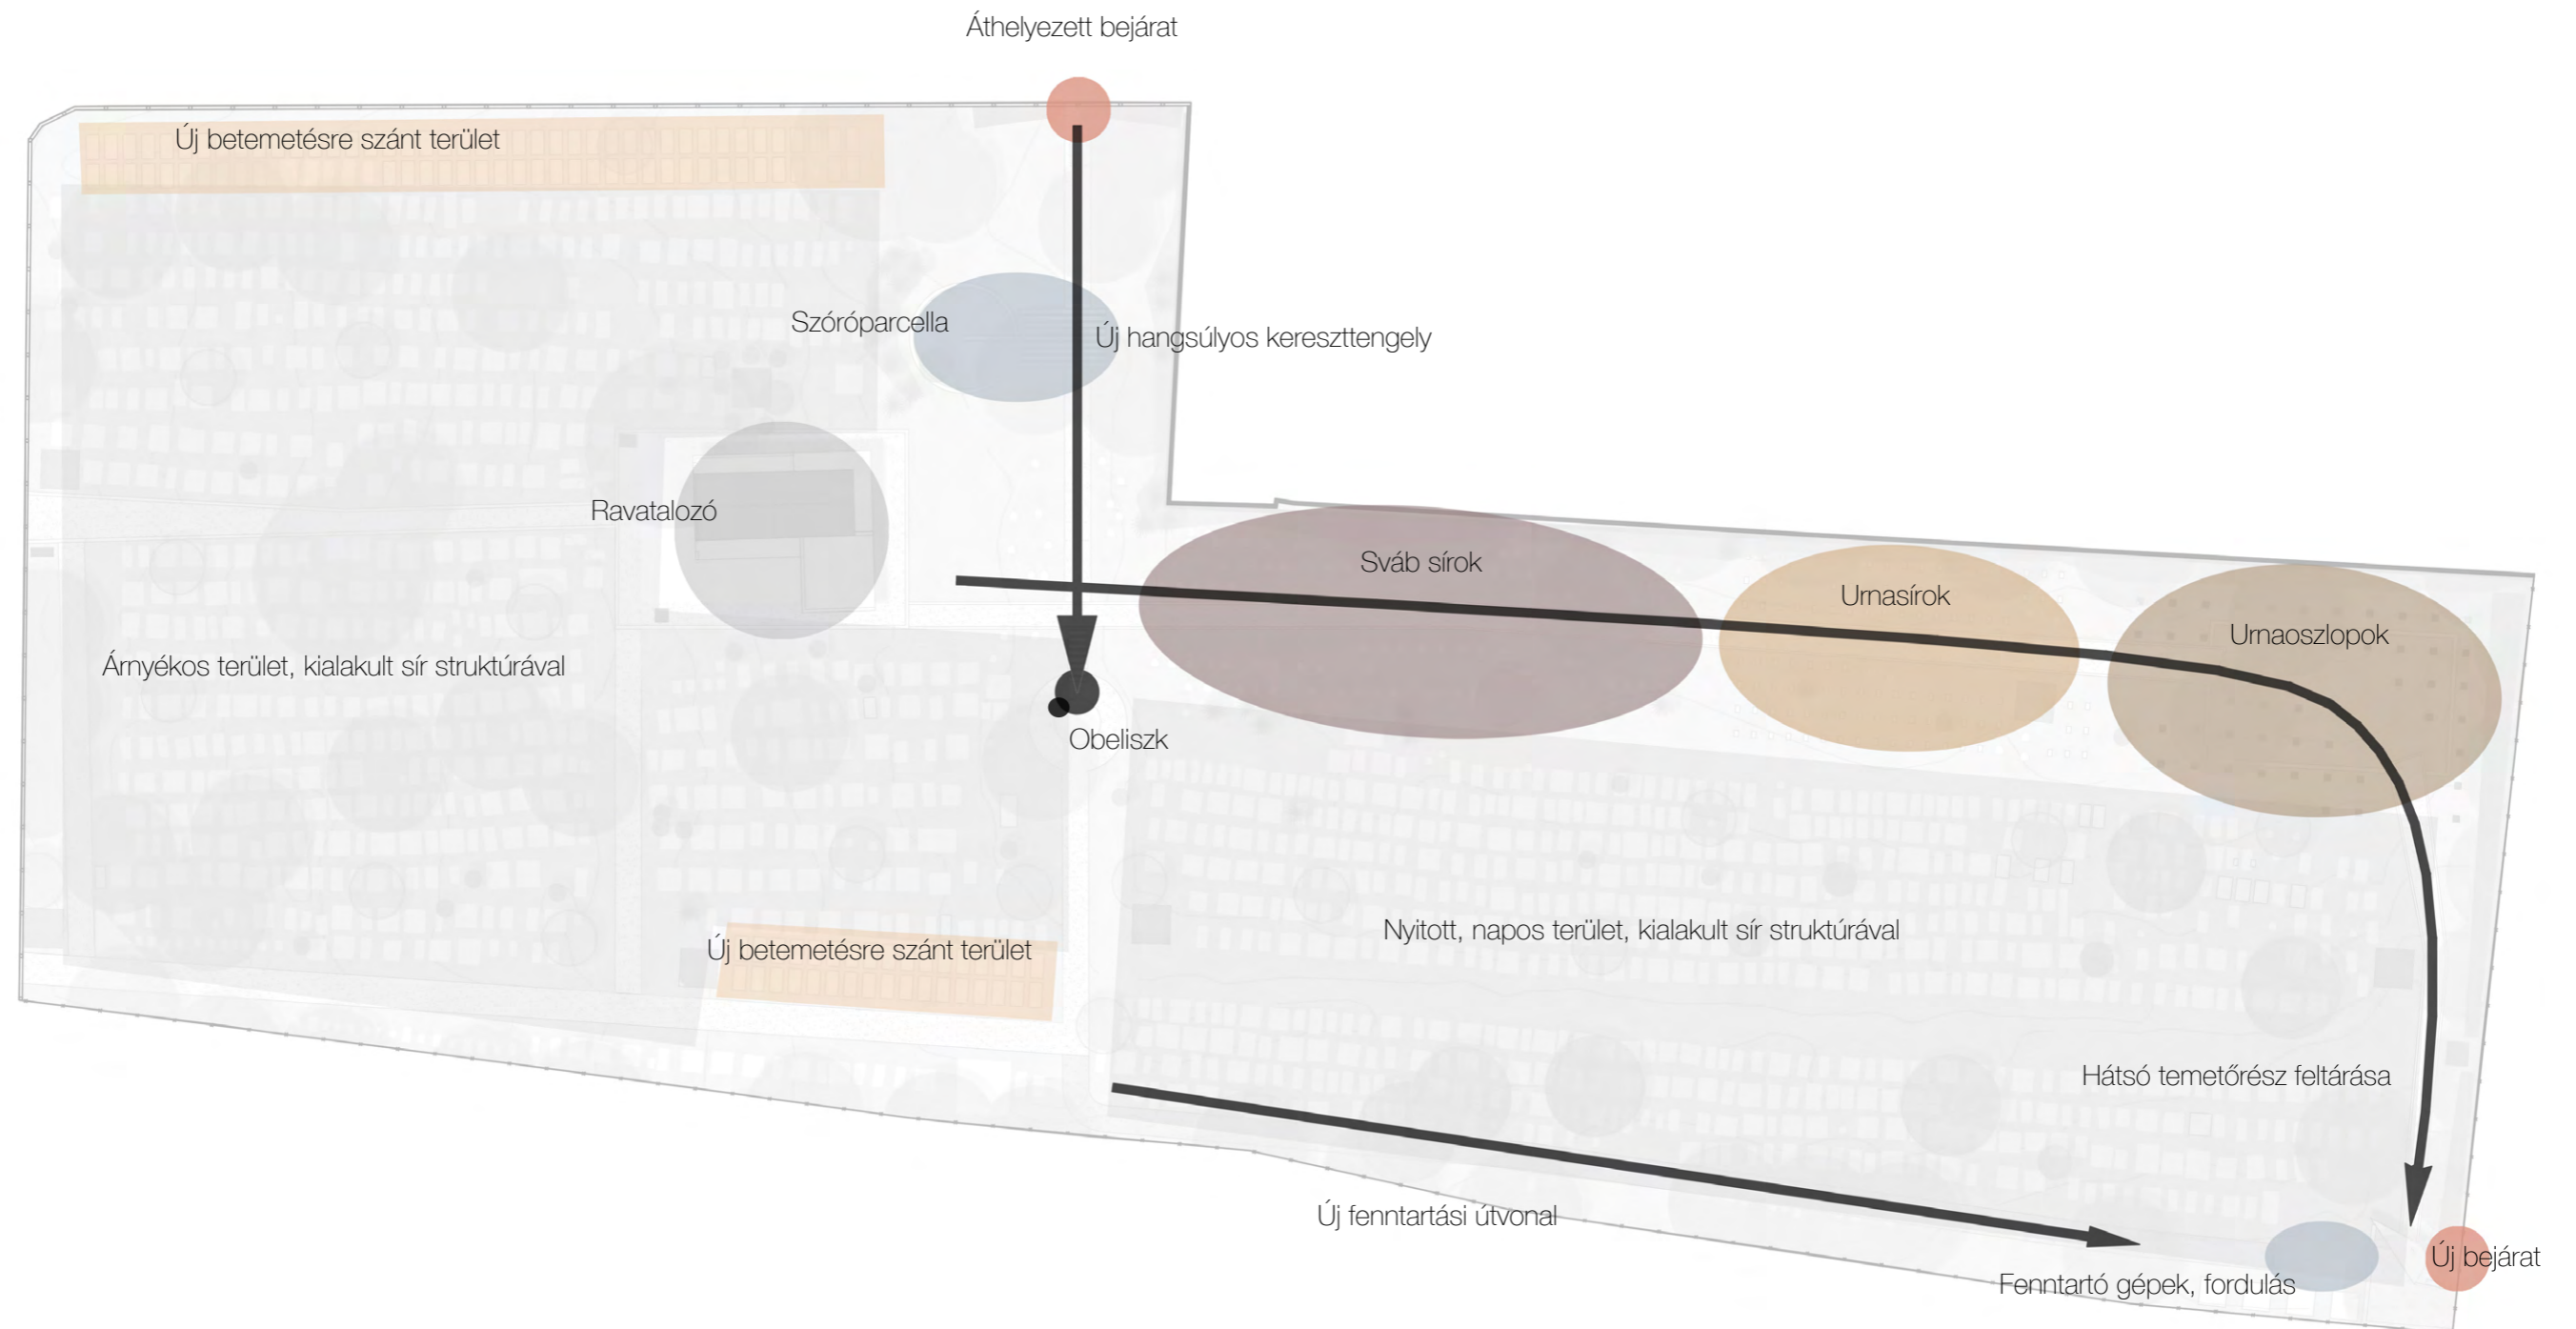 Áthelyezett bejárat
Új betemetésre szánt terület
Szóróparcella
Új hangsúlyos kereszttengely
Ravatalozó
Sváb sírok
Urnasírok
Urnaoszlopok
Árnyékos terület, kialakult sír struktúrával
Obeliszk
Új betemetésre szánt terület
Nyitott, napos terület, kialakult sír struktúrával
Hátsó temetőrész feltárása
Új fenntartási útvonal
Új bejárat
Fenntartó gépek, fordulás